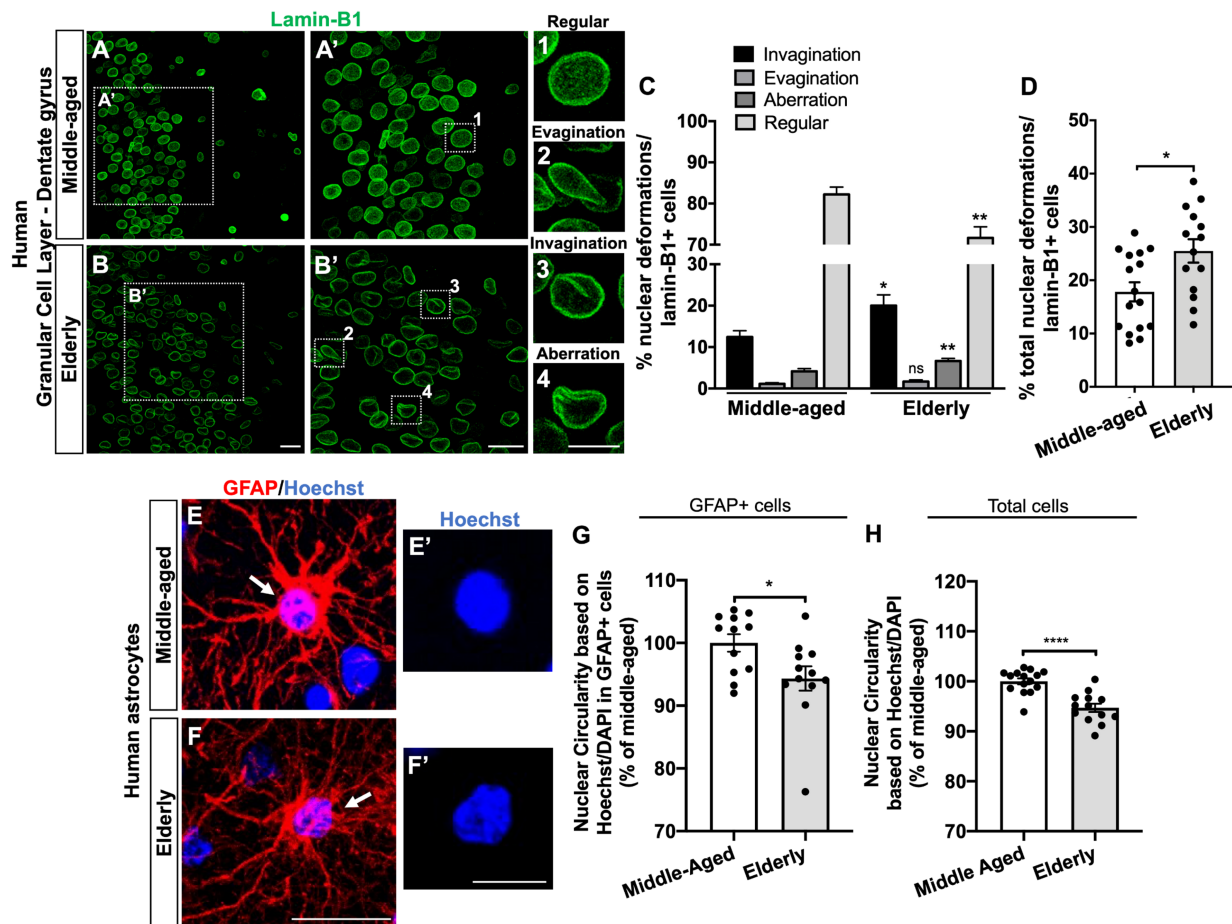 Lamin-B1
Human
Granular Cell Layer - Dentate gyrus
Middle-aged
Elderly
A
A'
A'
1
B
B'
B'
2
3
4
Regular
1
Evagination
2
Invagination
3
Aberration
4
C
Invagination
Evagination
Aberration
Regular
% nuclear deformations/
lamin-B1+ cells
100
90
80
70
30
20
10
0
*
ns
**
**
Middle-aged
Elderly
D
% total nuclear deformations/
lamin-B1+ cells
50
40
30
20
10
0
*
Middle-aged
Elderly
GFAP/Hoechst
Human astrocytes
Middle-aged
Elderly
E
F
Hoechst
E'
F'
GFAP+ cells
G
Nuclear Circularity based on
Hoechst/DAPI in GFAP+ cells
(% of middle-aged)
110
100
90
80
70
*
Middle-Aged
Elderly
Total cells
H
Nuclear Circularity
based on Hoechst/DAPI
(% of middle-aged)
120
110
100
90
80
70
****
Middle Aged
Elderly